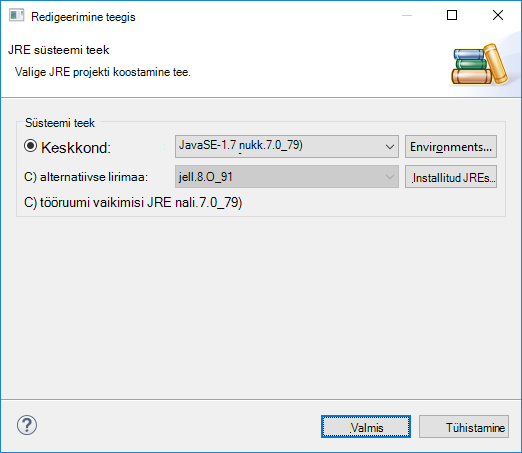 Redigeerimine teegis
JRE süsteemi teek
Valige JRE projekti koostamine tee.
Süsteemi teek
Keskkond: JavaSE-1.7 nukk.7.0_79) Environments...
C) alternatiivse lirimaa: jell.8.O_91 Installitud JREs...
C) tööruumi vaikimisi JRE nali.7.0_79)
? Valmis Tühistamine